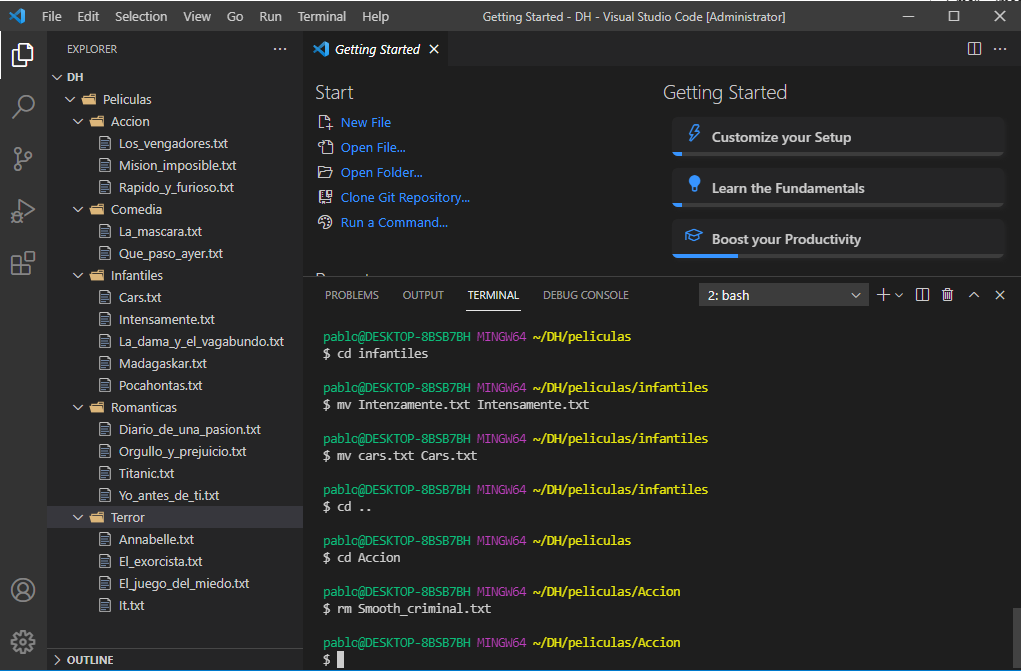 File Edit Selection View Go Run Terminal Help Getting Started - DH - Visual Studio Code [Administrator]
EXPLORER
DH
Peliculas
Accion
Los_vengadores.txt
Mision_imposible.txt
Rapido_y_furioso.txt
Comedia
La_mascara.txt
Que_paso_ayer.txt
Infantiles
Cars.txt
Intensamente.txt
La_dama_y_el_vagabundo.txt
Madagaskar.txt
Pocahontas.txt
Romanticas
Diario_de_una_pasion.txt
Orgullo_y_prejuicio.txt
Titanic.txt
Yo_antes_de_ti.txt
Terror
Annabelle.txt
El_exorcista.txt
El_juego_del_miedo.txt
It.txt
OUTLINE
Getting Started
Start
New File
Open File...
Open Folder...
Clone Git Repository...
Run a Command...
Getting Started
Customize your Setup
Learn the Fundamentals
Boost your Productivity
PROBLEMS OUTPUT TERMINAL DEBUG CONSOLE 2: bash
pablo@DESKTOP-8BSB7BH MINGW64 ~/DH/peliculas
$ cd infantiles
pablo@DESKTOP-8BSB7BH MINGW64 ~/DH/peliculas/infantiles
$ mv Intenzamente.txt Intensamente.txt
pablo@DESKTOP-8BSB7BH MINGW64 ~/DH/peliculas/infantiles
$ mv cars.txt Cars.txt
pablo@DESKTOP-8BSB7BH MINGW64 ~/DH/peliculas/infantiles
$ cd ..
pablo@DESKTOP-8BSB7BH MINGW64 ~/DH/peliculas
$ cd Accion
pablo@DESKTOP-8BSB7BH MINGW64 ~/DH/peliculas/Accion
$ rm Smooth_criminal.txt
pablo@DESKTOP-8BSB7BH MINGW64 ~/DH/peliculas/Accion
$